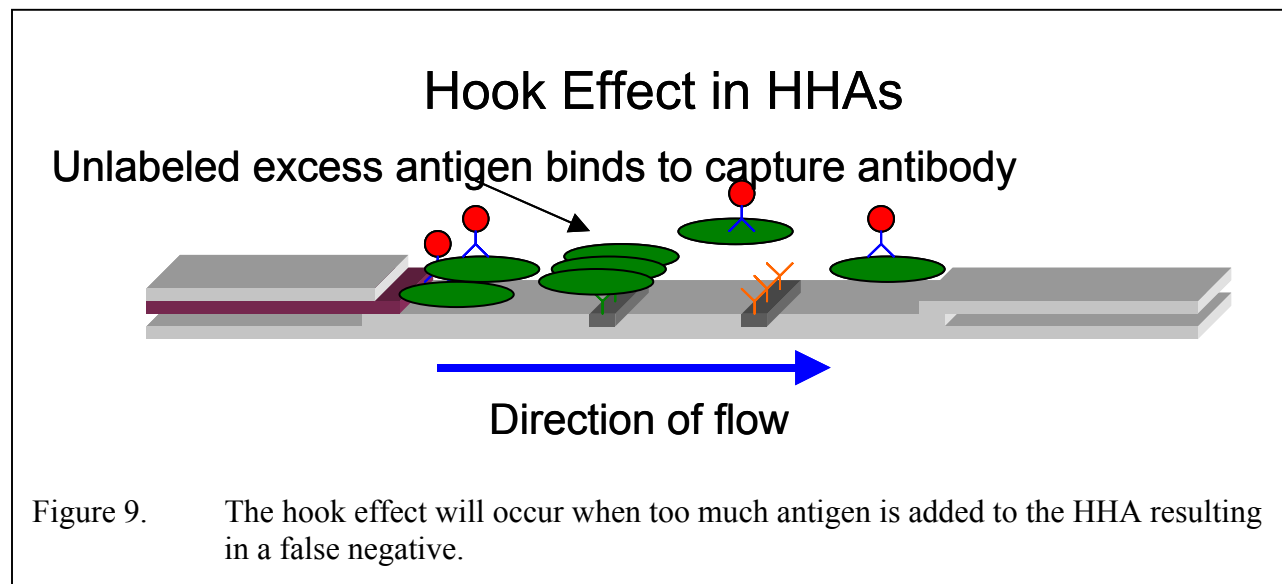 Hook Effect in HHAs
Unlabeled excess antigen binds to capture antibody
Direction of flow
Figure 9. The hook effect will occur when too much antigen is added to the HHA resulting
in a false negative.